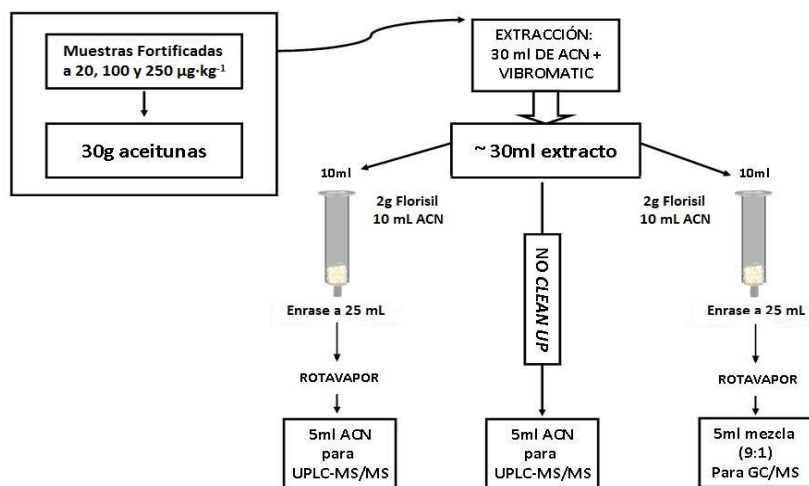 Muestras Fortificadas
a 20, 100 y 250 µg·kg⁻¹
30g aceitunas
EXTRACCIÓN:
30 ml DE ACN +
VIBROMATIC
~ 30ml extracto
10ml
2g Florisil
10 mL ACN
Enrase a 25 mL
ROTAVAPOR
5ml ACN
para
UPLC-MS/MS
NO CLEAN UP
5ml ACN
para
UPLC-MS/MS
10ml
2g Florisil
10 mL ACN
Enrase a 25 mL
ROTAVAPOR
5ml mezcla
(9:1)
Para GC/MS